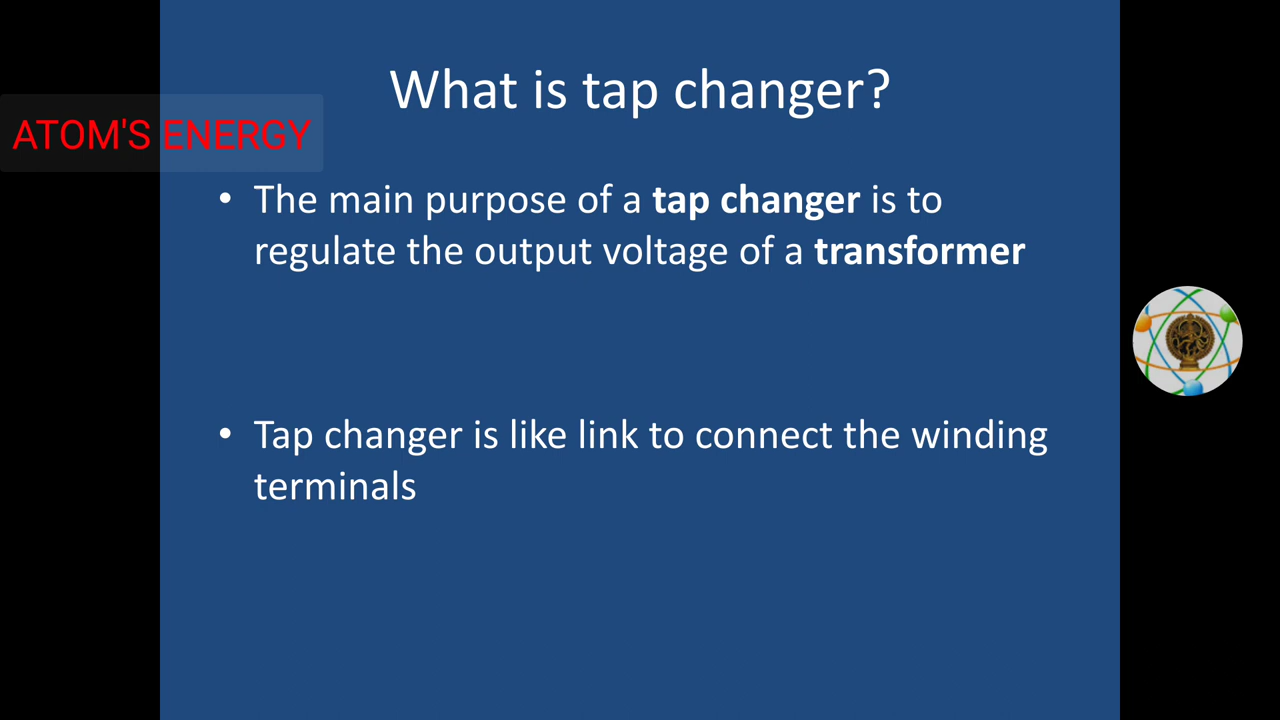 What is tap changer?
ATOM'S ENERGY
• The main purpose of a tap changer is to
regulate the output voltage of a transformer
• Tap changer is like link to connect the winding
terminals